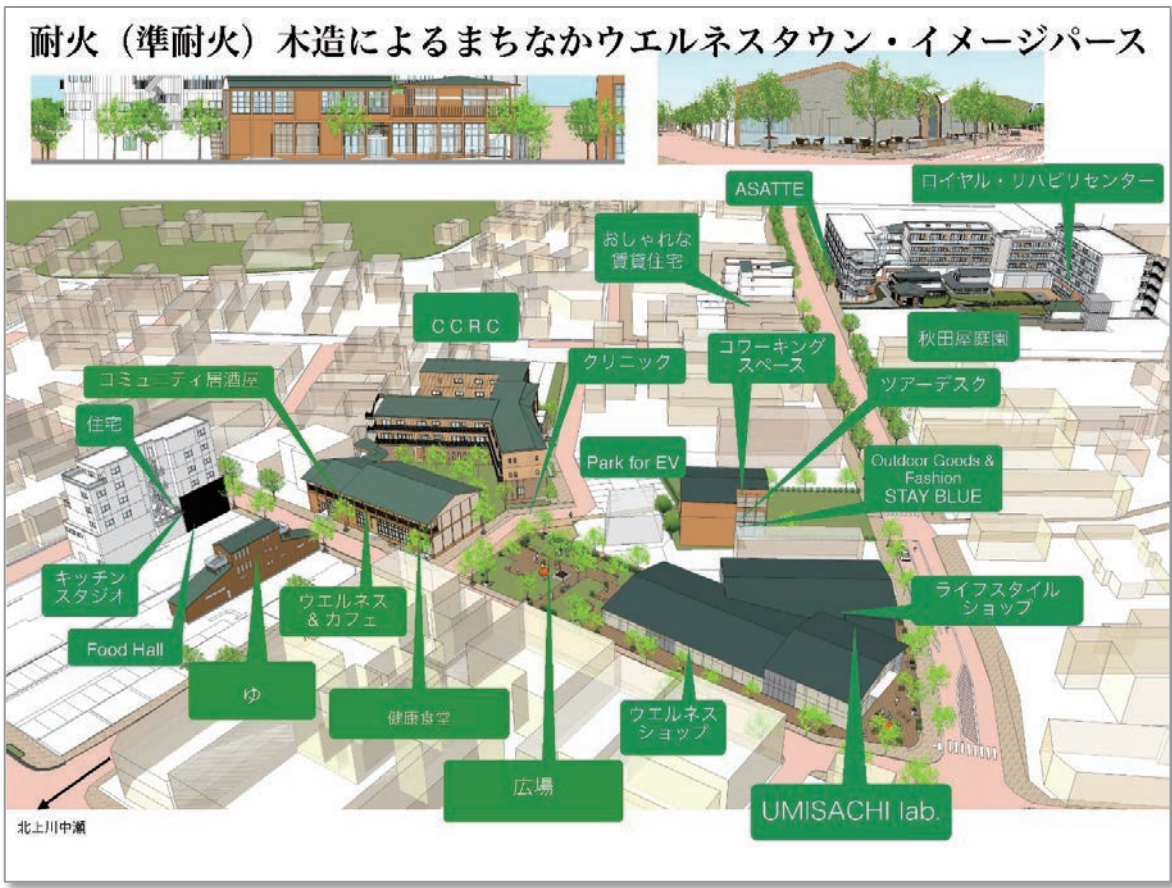 耐火（準耐火）木造によるまちなかウエルネスタウン・イメージパース
ASATTE
ロイヤル・リハビリセンター
おしゃれな
賃貸住宅
CCRC
クリニック
コワーキング
スペース
秋田屋庭園
コミュニティ居酒屋
ツアーデスク
住宅
Park for EV
Outdoor Goods &
Fashion
STAY BLUE
キッチン
スタジオ
ウエルネス
& カフェ
ライフスタイル
ショップ
Food Hall
ゆ
健康食堂
ウエルネス
ショップ
広場
UMISACHI lab.
北上川中瀬